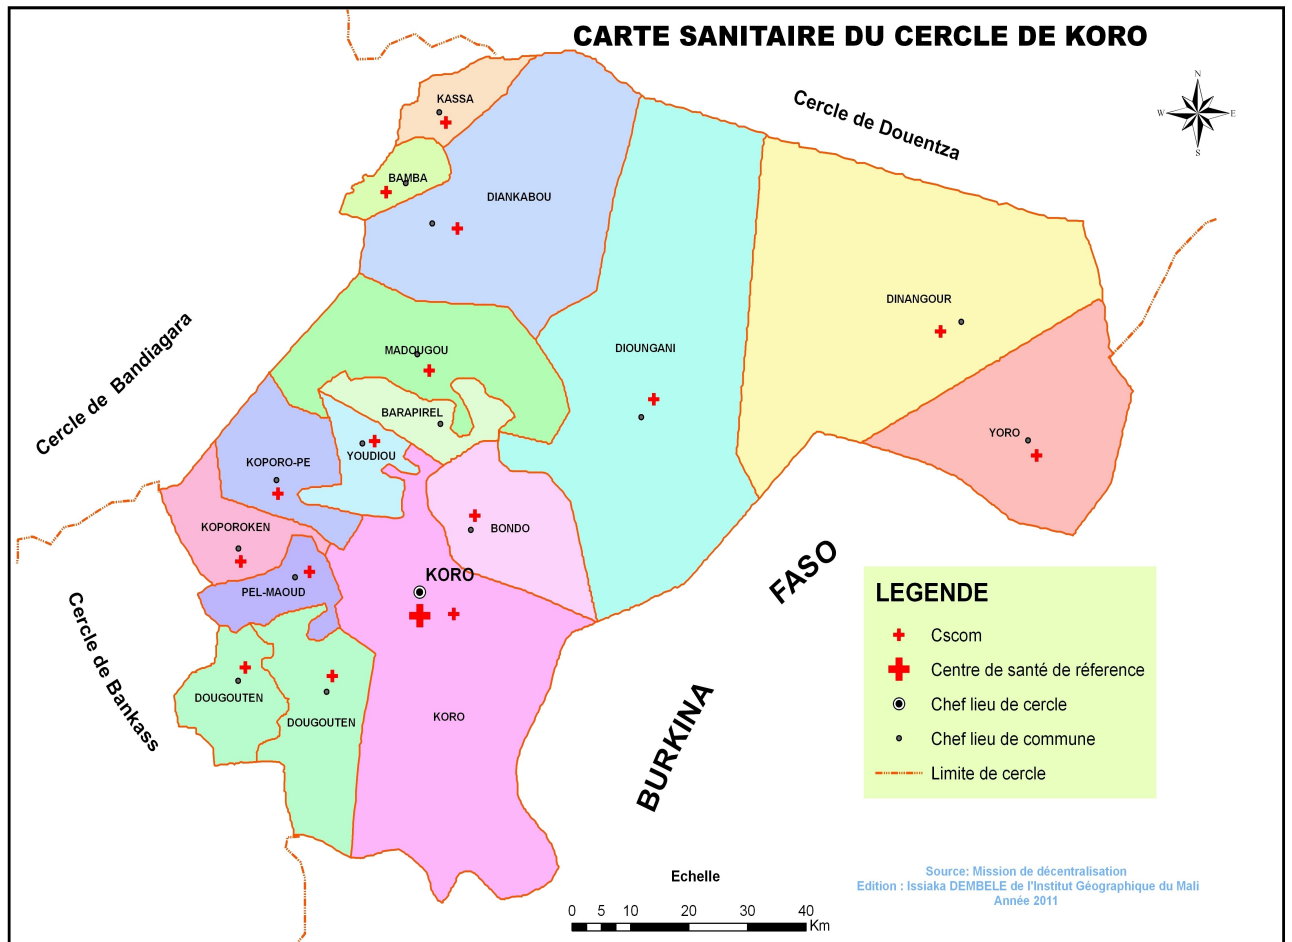 CARTE SANITAIRE DU CERCLE DE KORO
N
W
E
S
Cercle de Douentza
KASSA
BAMBA
DIANKABOU
DINANGOUR
DIOUNGANI
MADOUGOU
Cercle de Bandiagara
BARAPIREL
YORO
YOUDIOU
KOPORO-PE
KOPOROKEN
BONDO
KORO
PEL-MAOUD
Cercle de Bankass
DOUGOUTEN
DOUGOUTEN
KORO
BURKINA
FASO
LEGENDE
Cscom
Centre de santé de réference
Chef lieu de cercle
Chef lieu de commune
Limite de cercle
Source: Mission de décentralisation
Edition : Issiaka DEMBELE de l'Institut Géographique du Mali
Année 2011
Echelle
0 5 10 20 30 40
Km